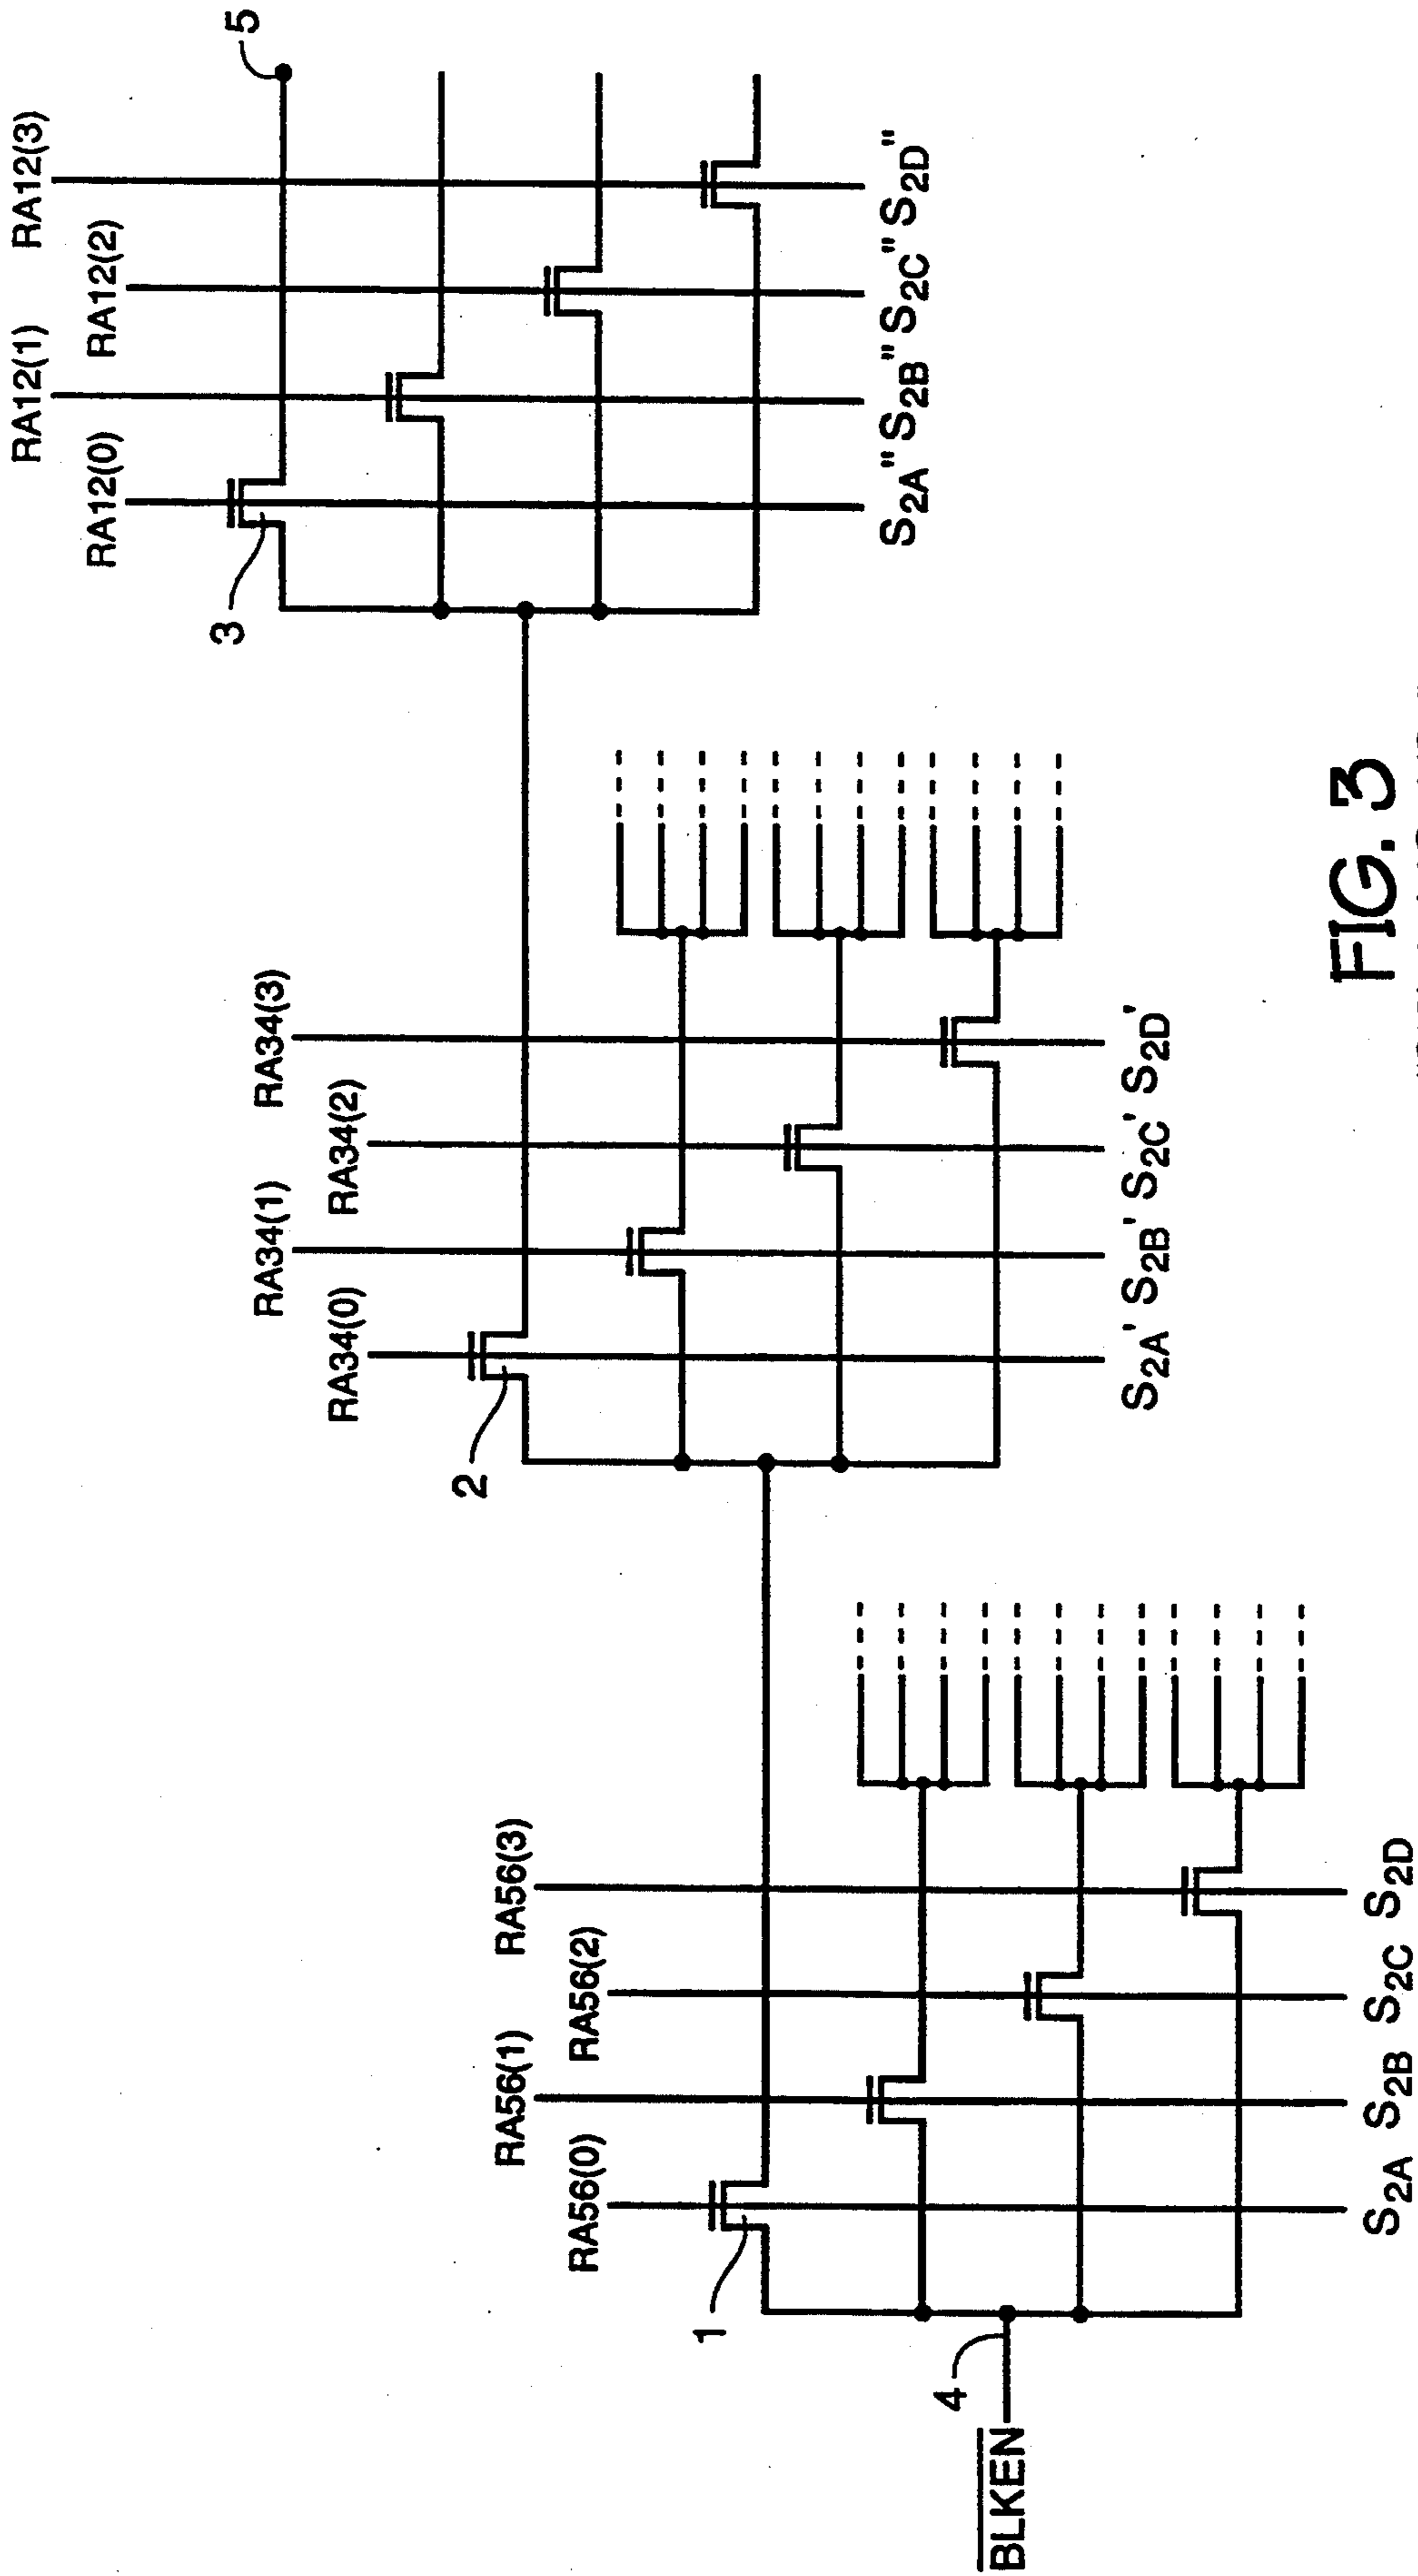 RA12(3)
RA12(1)
RA12(2)
RA12(0)
5
3
S2A" S2B" S2C" S2D"
RA34(1)
RA34(3)
RA34(0)
RA34(2)
2
S2A' S2B' S2C' S2D'
RA56(1)
RA56(3)
RA56(0)
RA56(2)
1
4
BLKEN
S2A S2B S2C S2D
FIG. 3